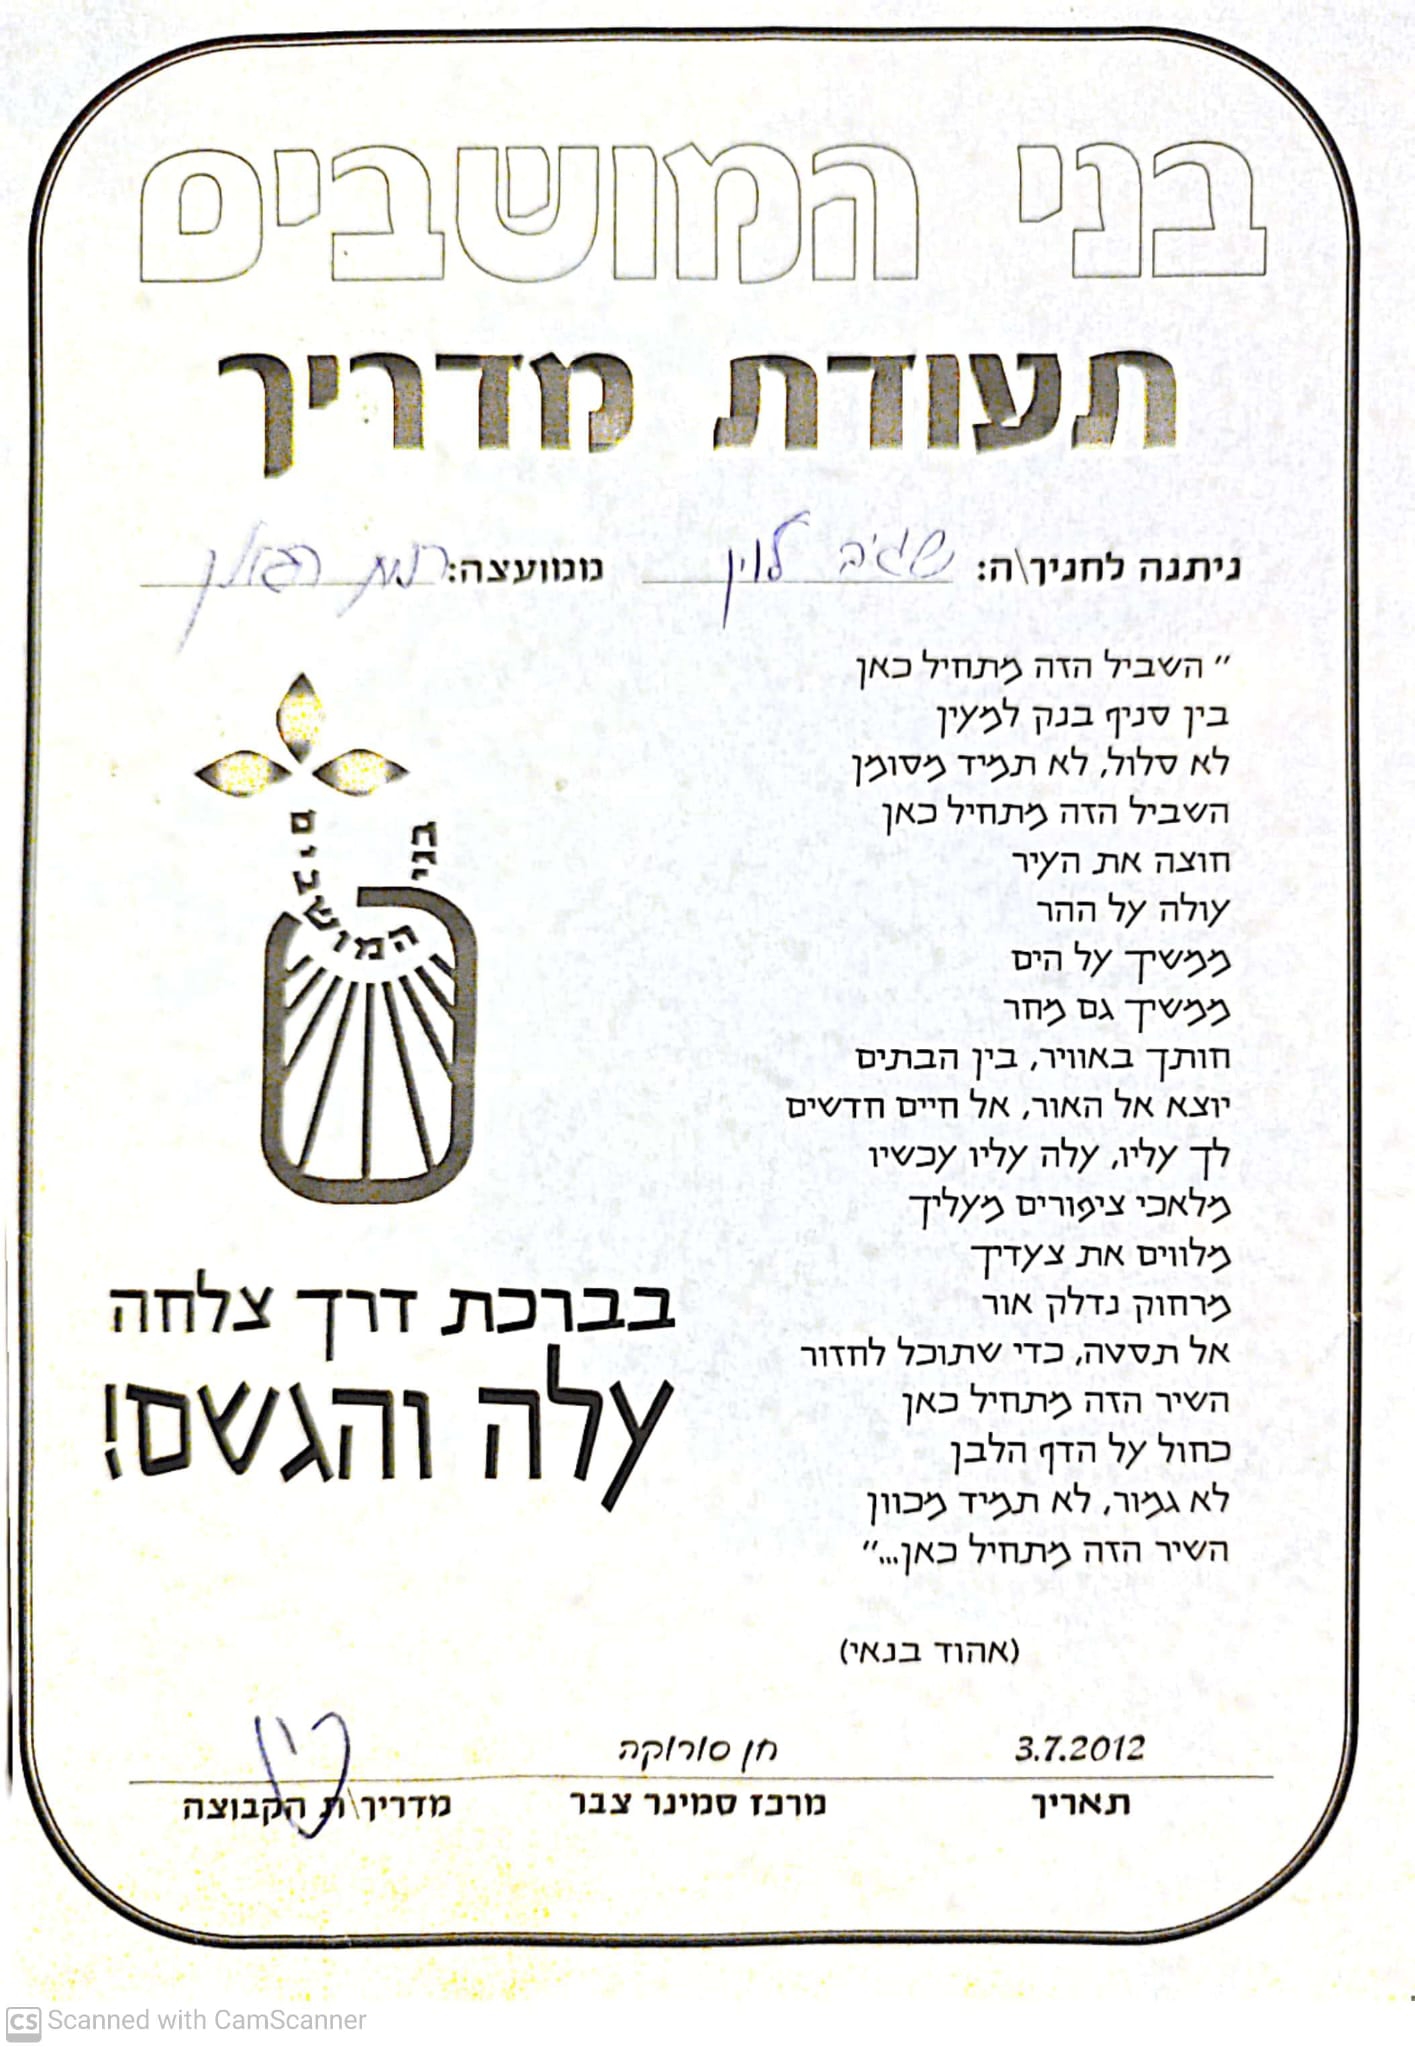 בני המושבים
תעודת מדריך
ניתנה לחניך\ה: שגיב לוין ממועצה: רמת הגולן
" השביל הזה מתחיל כאן
בין סניף בנק למעין
לא סלול, לא תמיד מסומן
השביל הזה מתחיל כאן
חוצה את העיר
עולה על ההר
ממשיך על הים
ממשיך גם מחר
חותך באוויר, בין הבתים
יוצא אל האור, אל חיים חדשים
לך עליו, עלה עליו עכשיו
מלאכי ציפורים מעליך
מלווים את צעדיך
מרחוק נדלק אור
אל תסטה, כדי שתוכל לחזור
השיר הזה מתחיל כאן
כחול על הדף הלבן
לא גמור, לא תמיד מכוון
השיר הזה מתחיל כאן..."
(אהוד בנאי)
בני המושבים
בברכת דרך צלחה
עלה והגשם!
3.7.2012 חן סורוקה
תאריך מרכז סמינר צבר מדריך\ת הקבוצה
CS Scanned with CamScanner